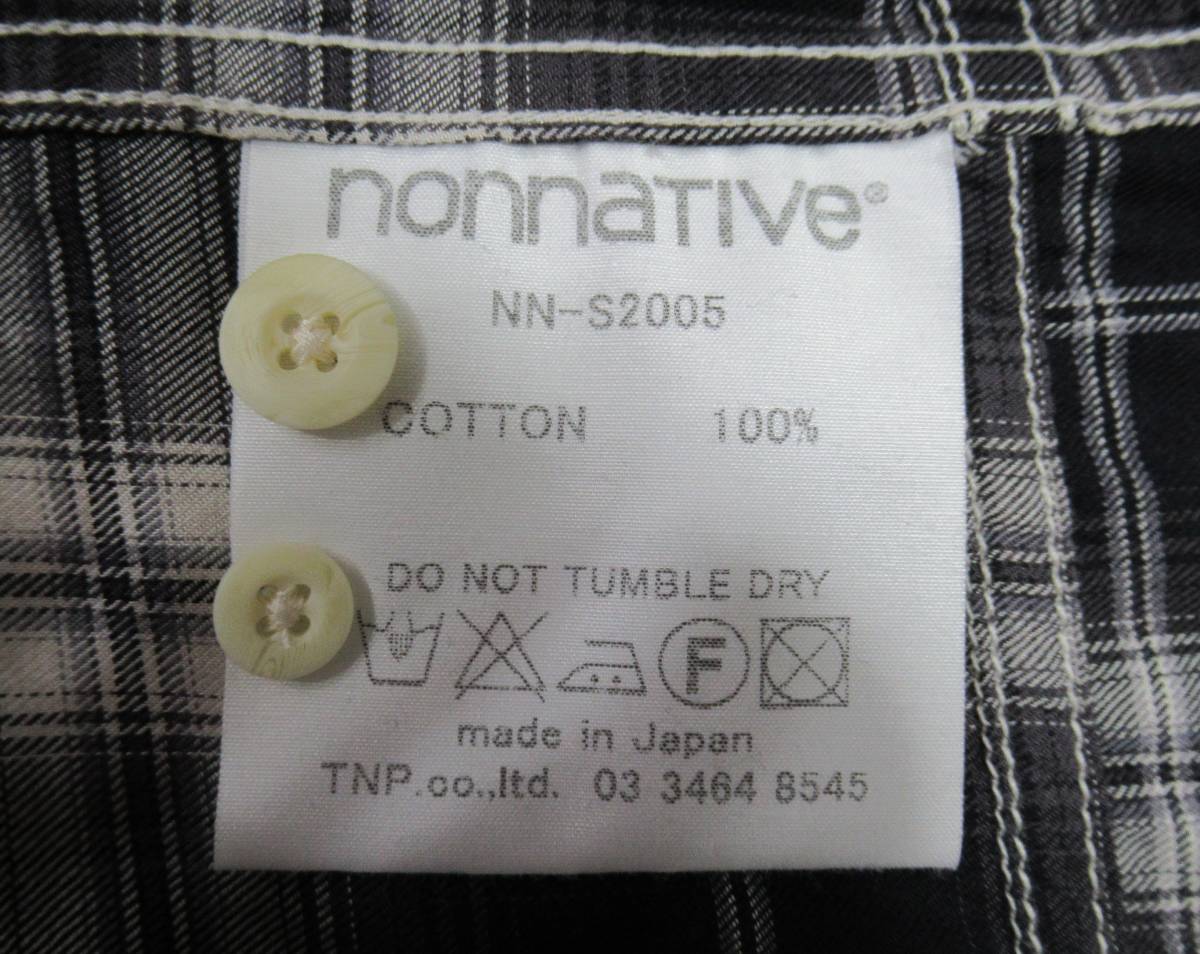 nonnative®
NN-S2005
COTTON 100%
DO NOT TUMBLE DRY
F
made in Japan
TNP.co.,ltd. 03 3464 8545